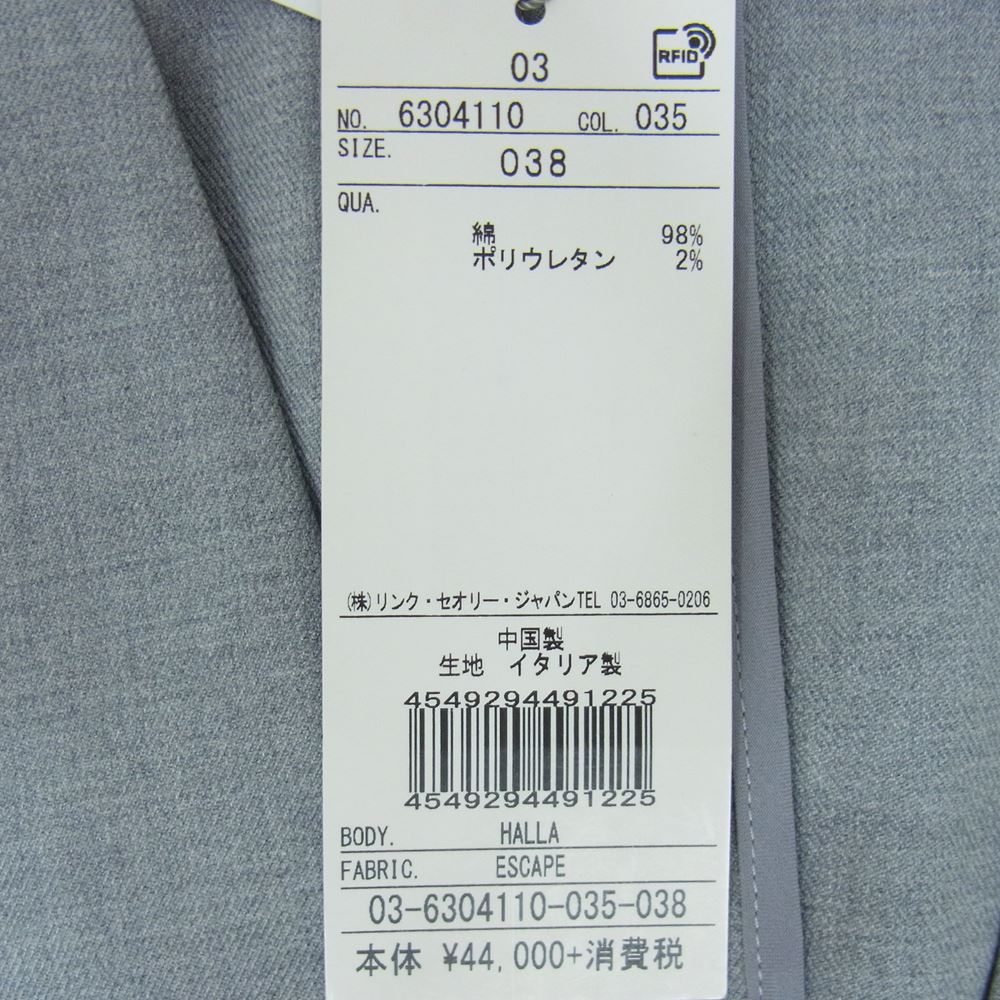 03
RFID
NO. 6304110 COL. 035
SIZE. 038
QUA.
綿 98%
ポリウレタン 2%
(株)リンク・セオリー・ジャパンTEL 03-6865-0206
中国製
生地 イタリア製
4549294491225
4549294491225
BODY. HALLA
FABRIC. ESCAPE
03-6304110-035-038
本体 ¥44,000+消費税